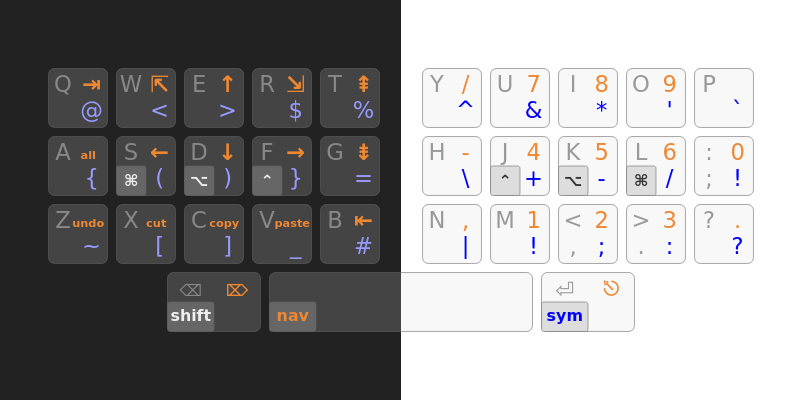 Q ⇥ W ⇱ E ↑ R ⇲ T ⇞ Y / U 7 I 8 O 9 P
@ < > $ % ^ & * ' `
A all S ← D ↓ F → G ⇟ H - J 4 K 5 L 6 : 0
{ ⌘ ( ⌥ ) ⌃ } = \ ⌃ + ⌥ - ⌘ / ; !
Z undo X cut C copy V paste B ⇤ N , M 1 < 2 > 3 ? .
~ [ ] _ # | ! , ; . : ?
⌫ ⌦ ⏎ ⎋
shift nav sym